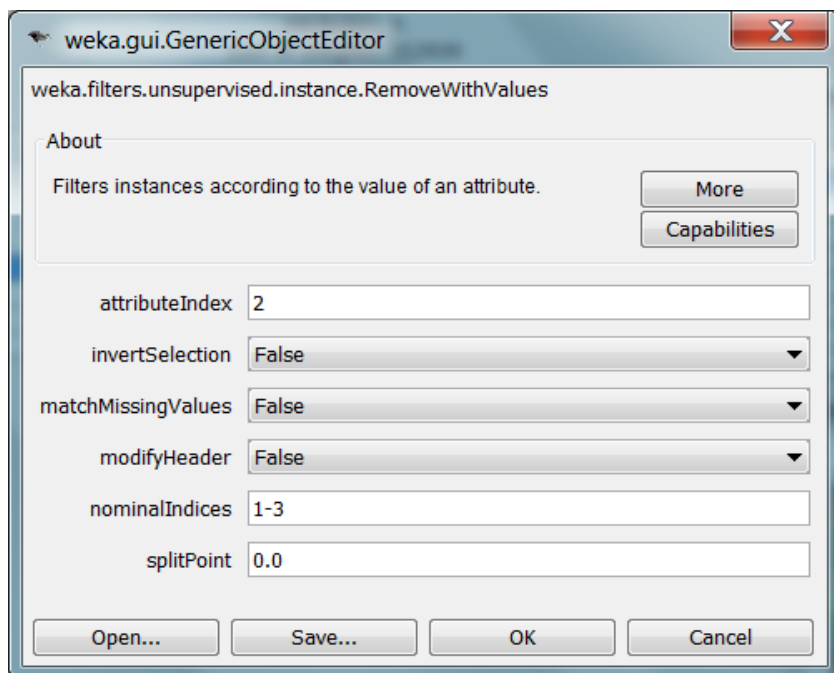 weka.gui.GenericObjectEditor
X
weka.filters.unsupervised.instance.RemoveWithValues
About
Filters instances according to the value of an attribute.
More
Capabilities
attributeIndex 2
invertSelection False
matchMissingValues False
modifyHeader False
nominalIndices 1-3
splitPoint 0.0
Open... Save... OK Cancel